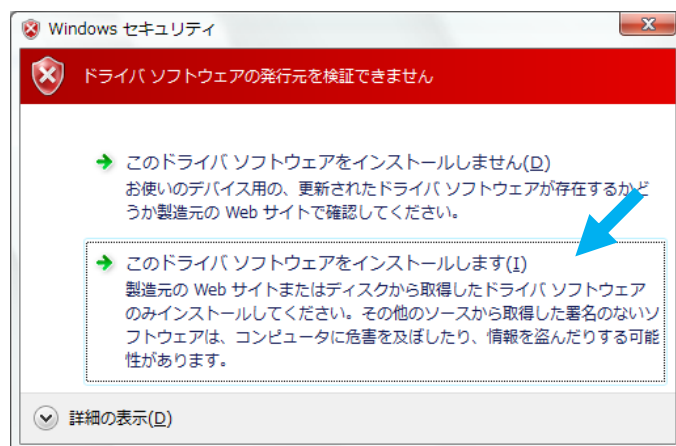 Windows セキュリティ
ドライバ ソフトウェアの発行元を検証できません
このドライバ ソフトウェアをインストールしません(D)
お使いのデバイス用の、更新されたドライバ ソフトウェアが存在するかど
うか製造元の Web サイトで確認してください。
このドライバ ソフトウェアをインストールします(I)
製造元の Web サイトまたはディスクから取得したドライバ ソフトウェア
のみインストールしてください。その他のソースから取得した署名のないソ
フトウェアは、コンピュータに危害を及ぼしたり、情報を盗んだりする可能
性があります。
詳細の表示(D)